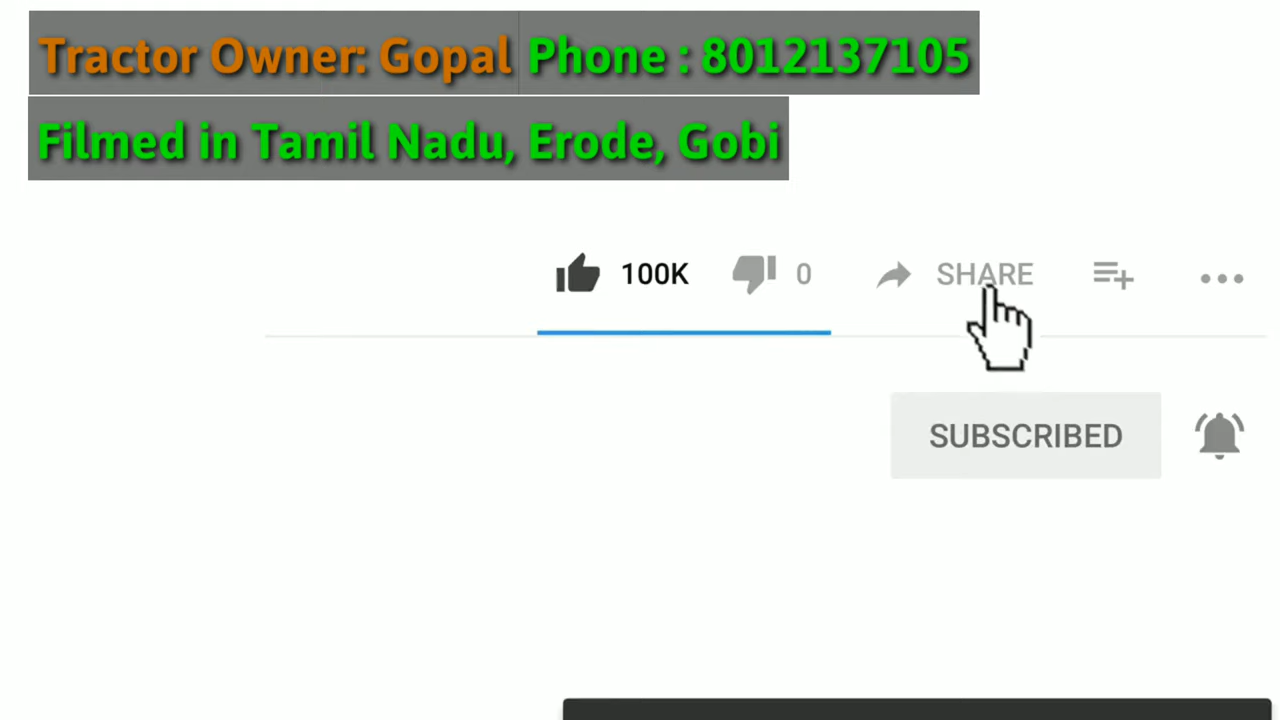 Tractor Owner: Gopal Phone : 8012137105
Filmed in Tamil Nadu, Erode, Gobi
100K 0 SHARE
SUBSCRIBED